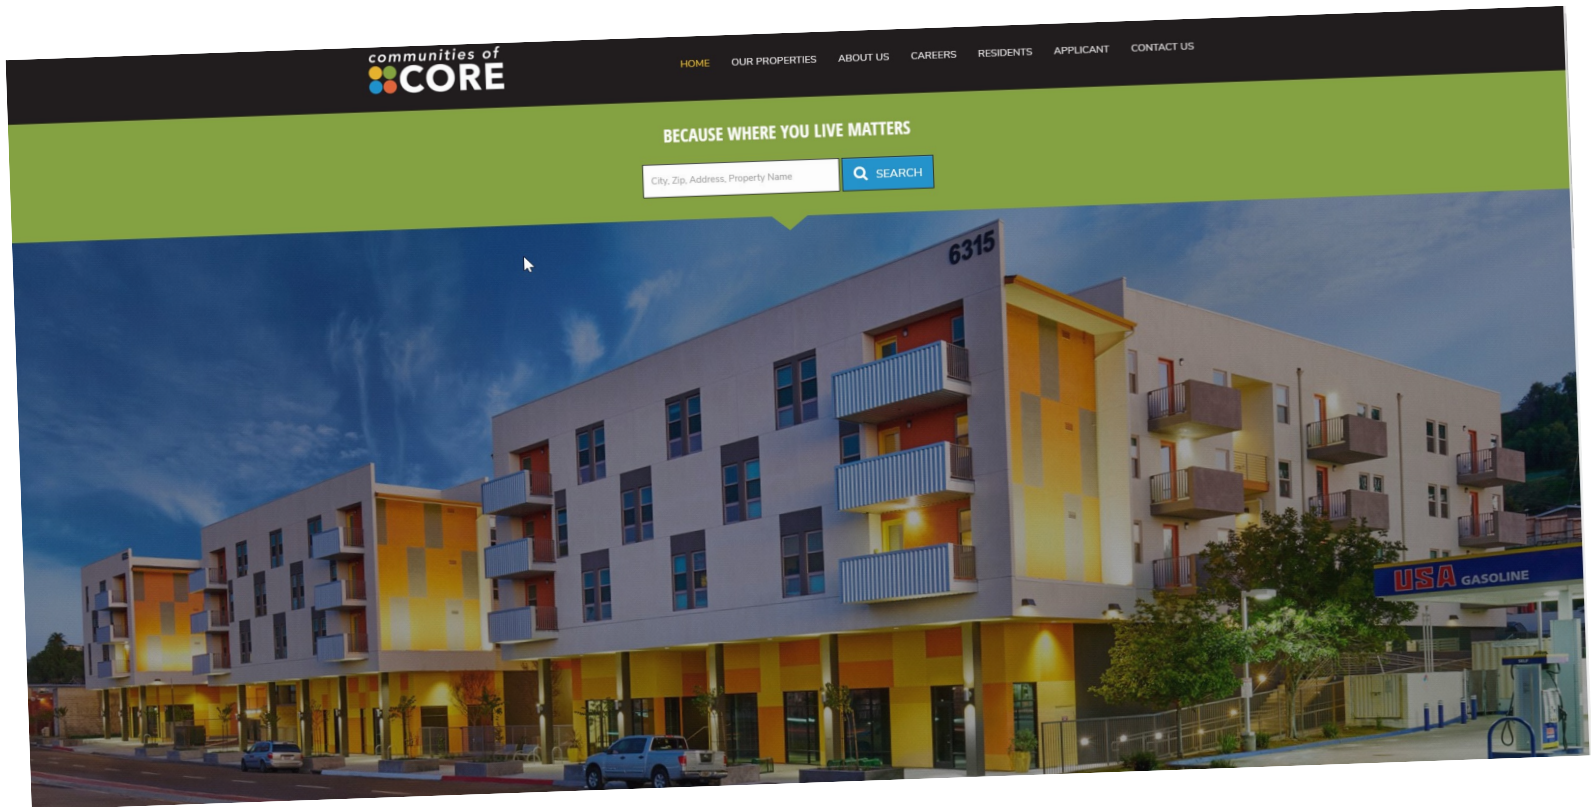 communities of
CORE
HOME OUR PROPERTIES ABOUT US CAREERS RESIDENTS APPLICANT CONTACT US
BECAUSE WHERE YOU LIVE MATTERS
City, Zip, Address, Property Name
SEARCH
6315
USA GASOLINE